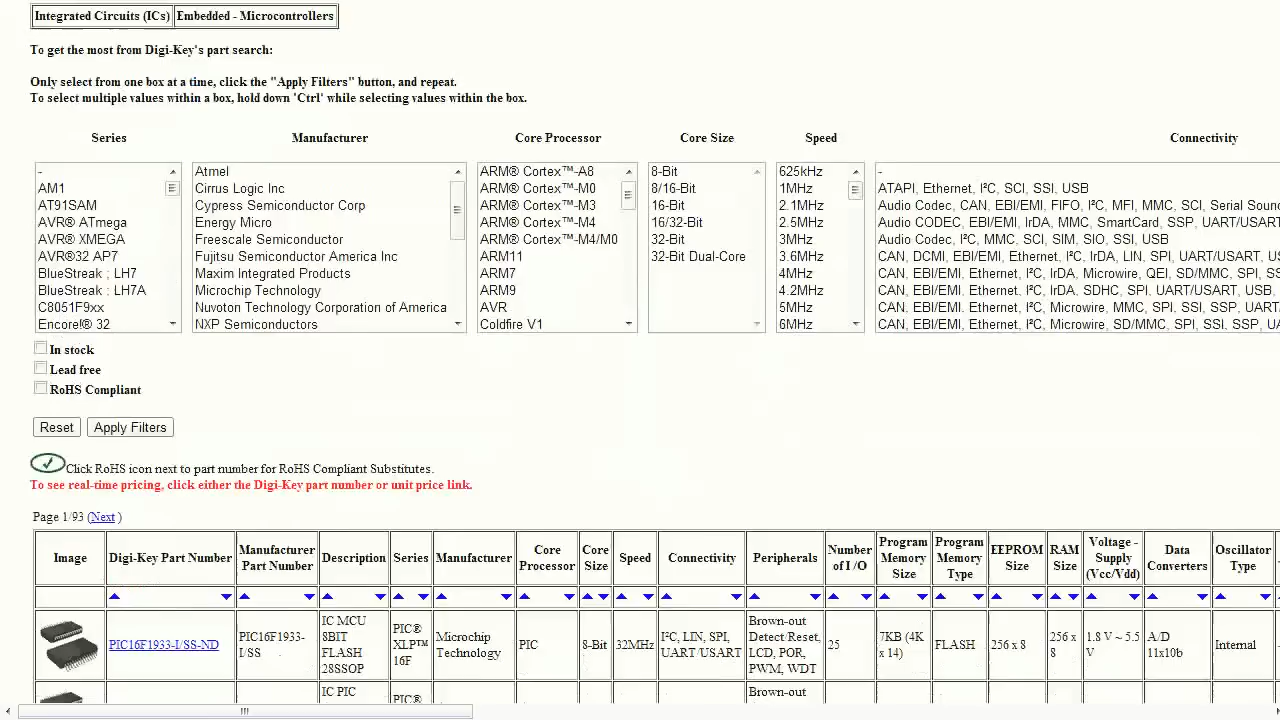 Integrated Circuits (ICs) Embedded - Microcontrollers
To get the most from Digi-Key's part search:
Only select from one box at a time, click the "Apply Filters" button, and repeat.
To select multiple values within a box, hold down 'Ctrl' while selecting values within the box.
Series Manufacturer Core Processor Core Size Speed Connectivity
- Atmel ARM® Cortex™-A8 8-Bit 625kHz -
AM1 Cirrus Logic Inc ARM® Cortex™-M0 8/16-Bit 1MHz ATAPI, Ethernet, I²C, SCI, SSI, USB
AT91SAM Cypress Semiconductor Corp ARM® Cortex™-M3 16-Bit 2.1MHz Audio Codec, CAN, EBI/EMI, FIFO, I²C, MFI, MMC, SCI, Serial Soun
AVR® ATmega Energy Micro ARM® Cortex™-M4 16/32-Bit 2.5MHz Audio CODEC, EBI/EMI, IrDA, MMC, SmartCard, SSP, UART/USAR
AVR® XMEGA Freescale Semiconductor ARM® Cortex™-M4/M0 32-Bit 3MHz Audio Codec, I²C, MMC, SCI, SIM, SIO, SSI, USB
AVR®32 AP7 Fujitsu Semiconductor America Inc ARM11 32-Bit Dual-Core 3.6MHz CAN, DCMI, EBI/EMI, Ethernet, I²C, IrDA, LIN, SPI, UART/USART, U
BlueStreak ; LH7 Maxim Integrated Products ARM7 4MHz CAN, EBI/EMI, Ethernet, I²C, IrDA, Microwire, QEI, SD/MMC, SPI, S
BlueStreak ; LH7A Microchip Technology ARM9 4.2MHz CAN, EBI/EMI, Ethernet, I²C, IrDA, SDHC, SPI, UART/USART, USB,
C8051F9xx Nuvoton Technology Corporation of America AVR 5MHz CAN, EBI/EMI, Ethernet, I²C, Microwire, MMC, SPI, SSI, SSP, UART
Encore!® 32 NXP Semiconductors Coldfire V1 6MHz CAN, EBI/EMI, Ethernet, I²C, Microwire, SD/MMC, SPI, SSI, SSP, UA
In stock
Lead free
RoHS Compliant
Reset Apply Filters
Click RoHS icon next to part number for RoHS Compliant Substitutes.
To see real-time pricing, click either the Digi-Key part number or unit price link.
Page 1/93 (Next )
Image Digi-Key Part Number Manufacturer Part Number Description Series Manufacturer Core Processor Core Size Speed Connectivity Peripherals Number of I /O Program Memory Size Program Memory Type EEPROM Size RAM Size Voltage - Supply (Vcc/Vdd) Data Converters Oscillator Type
PIC16F1933-I/SS-ND PIC16F1933-I/SS IC MCU 8BIT FLASH 28SSOP PIC® XLP™ 16F Microchip Technology PIC 8-Bit 32MHz I²C, LIN, SPI, UART/USART Brown-out Detect/Reset, LCD, POR, PWM, WDT 25 7KB (4K x 14) FLASH 256 x 8 256 x 8 1.8 V ~ 5.5 V A/D 11x10b Internal
IC PIC PIC® Brown-out